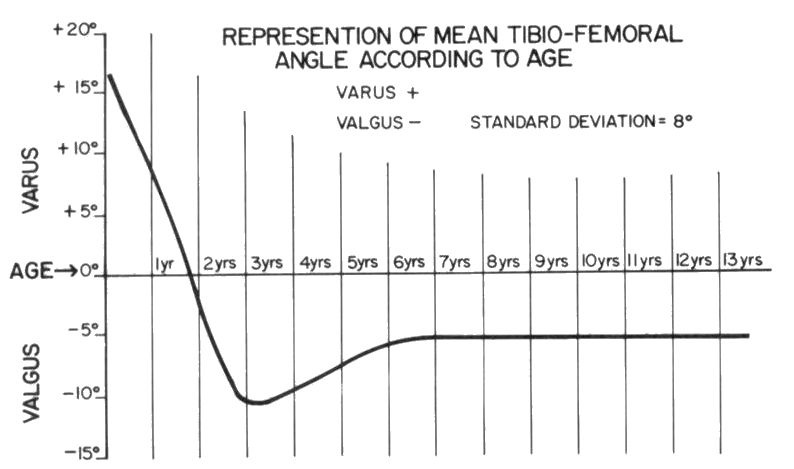 REPRESENTION OF MEAN TIBIO-FEMORAL
ANGLE ACCORDING TO AGE
VARUS +
VALGUS – STANDARD DEVIATION= 8°
+20°
+ 15°
+10°
+5°
0°
-5°
-10°
-15°
VARUS
VALGUS
AGE→
1yr 2yrs 3yrs 4yrs 5yrs 6yrs 7yrs 8yrs 9yrs 10yrs 11yrs 12yrs 13yrs